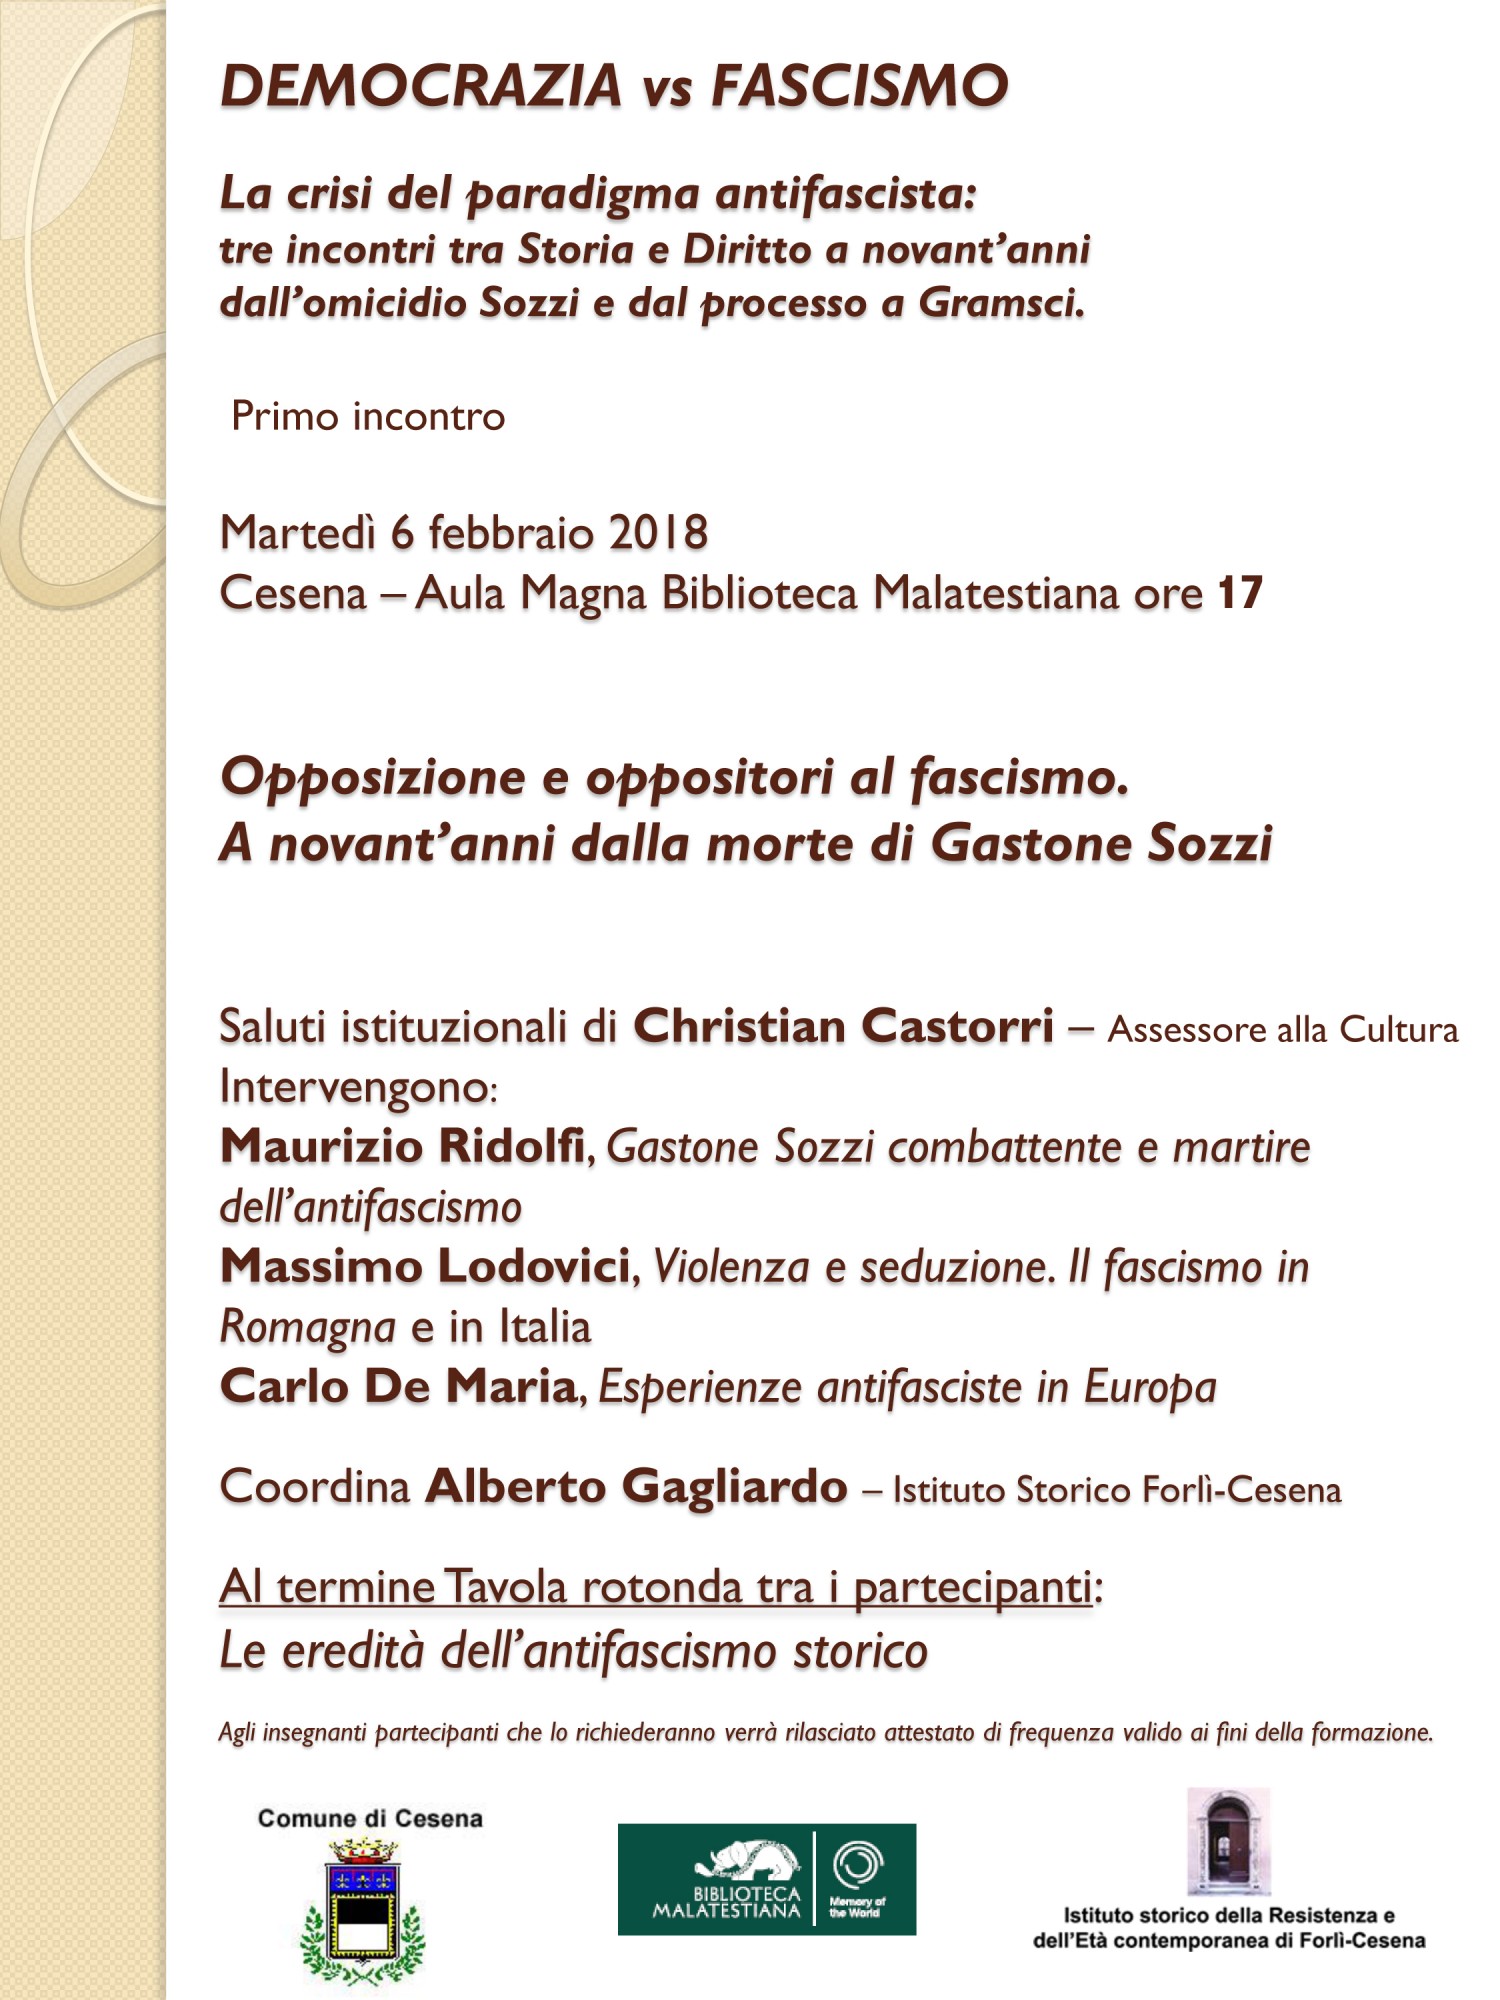 DEMOCRAZIA vs FASCISMO
La crisi del paradigma antifascista:
tre incontri tra Storia e Diritto a novant’anni
dall’omicidio Sozzi e dal processo a Gramsci.
Primo incontro
Martedì 6 febbraio 2018
Cesena – Aula Magna Biblioteca Malatestiana ore 17
Opposizione e oppositori al fascismo.
A novant’anni dalla morte di Gastone Sozzi
Saluti istituzionali di Christian Castorri – Assessore alla Cultura
Intervengono:
Maurizio Ridolfi, Gastone Sozzi combattente e martire
dell’antifascismo
Massimo Lodovici, Violenza e seduzione. Il fascismo in
Romagna e in Italia
Carlo De Maria, Esperienze antifasciste in Europa
Coordina Alberto Gagliardo – Istituto Storico Forlì-Cesena
Al termine Tavola rotonda tra i partecipanti:
Le eredità dell’antifascismo storico
Agli insegnanti partecipanti che lo richiederanno verrà rilasciato attestato di frequenza valido ai fini della formazione.
Comune di Cesena
BIBLIOTECA
MALATESTIANA
Memory of
the World
Istituto storico della Resistenza e
dell’Età contemporanea di Forlì-Cesena